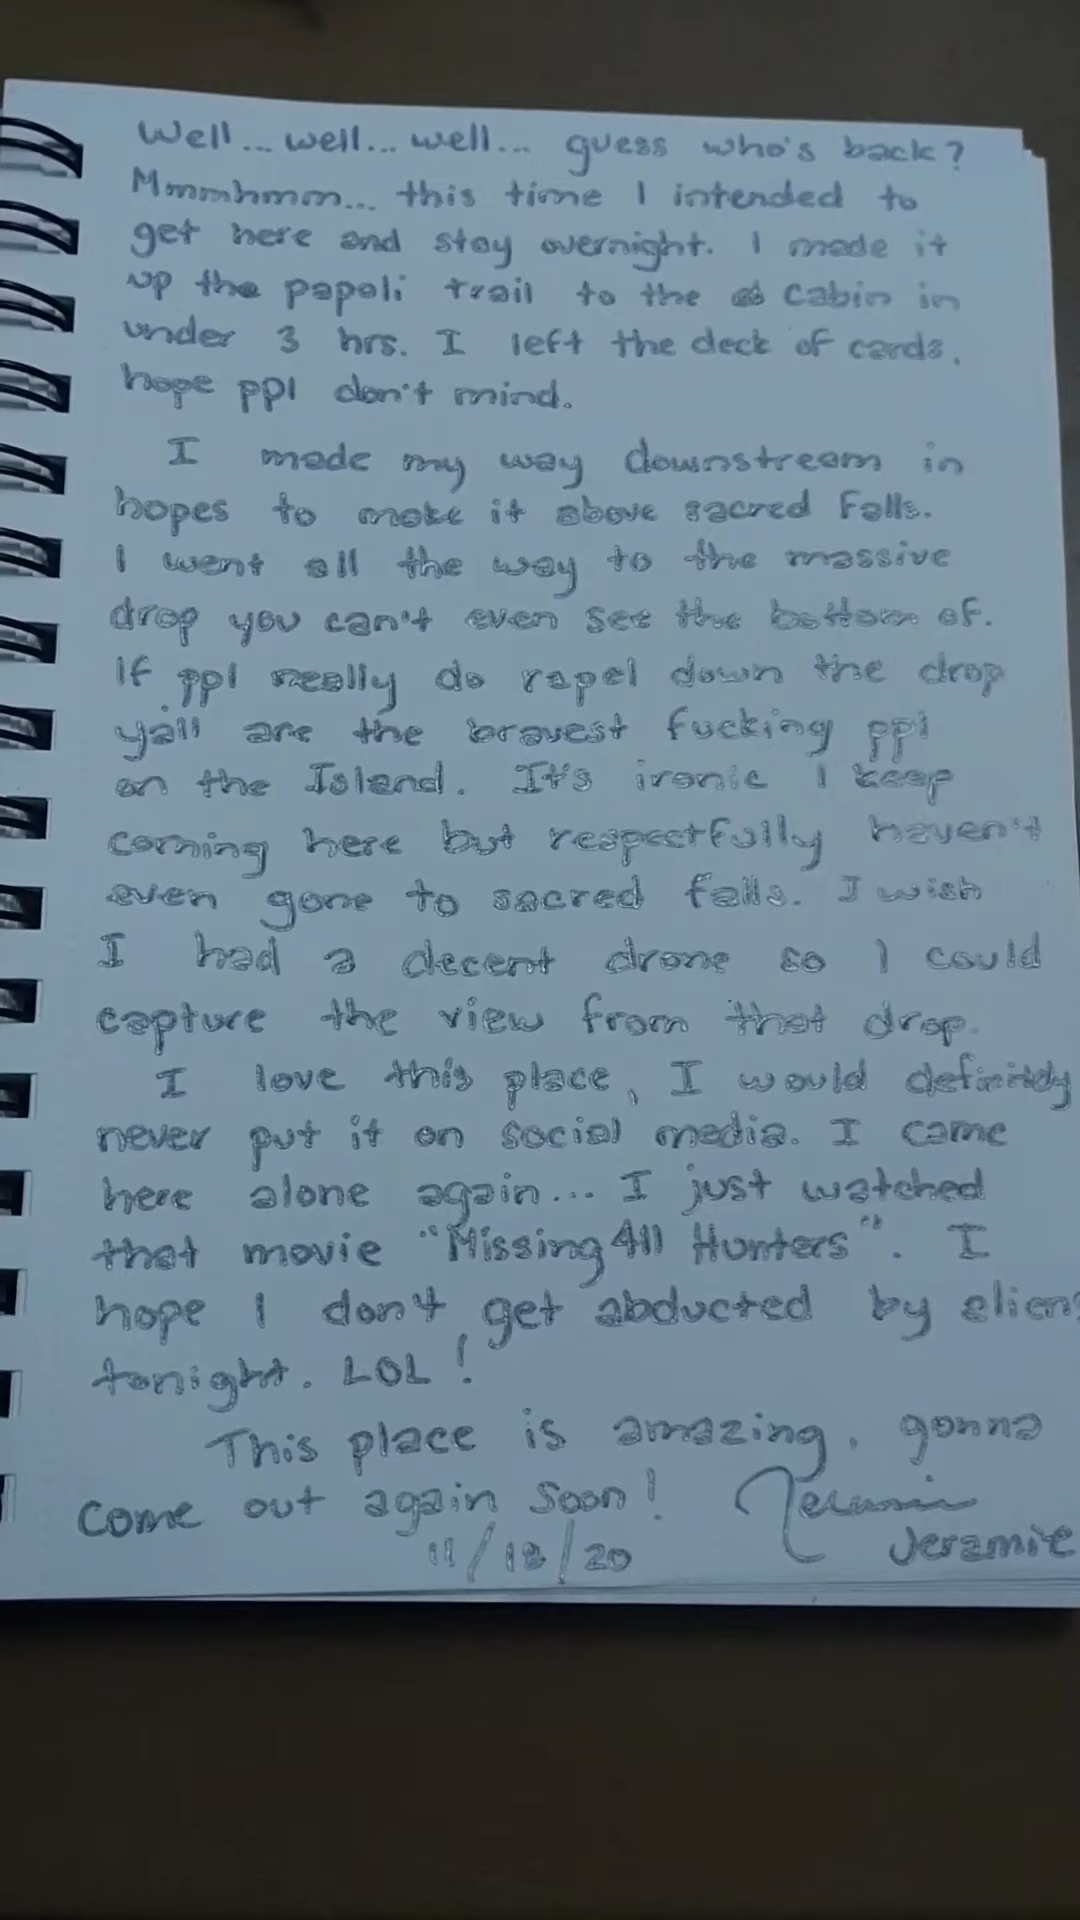 Well... well... well... guess who's back?
Mmmhmm... this time I intended to
get here and stay overnight. I made it
up the papali trail to the cabin in
under 3 hrs. I left the deck of cards,
hope ppl don't mind.
I made my way downstream in
hopes to make it above sacred Falls.
I went all the way to the massive
drop you can't even see the bottom of.
If ppl really do rapel down the drop
y'all are the bravest fucking ppl
on the Island. It's ironic I keep
coming here but respectfully haven't
even gone to sacred falls. I wish
I had a decent drone so I could
capture the view from that drop.
I love this place, I would definitely
never put it on social media. I came
here alone again... I just watched
that movie "Missing 411 Hunters". I
hope I don't get abducted by aliens
tonight. LOL!
This place is amazing, gonna
come out again soon! Jeramie
Jeramie
11/18/20